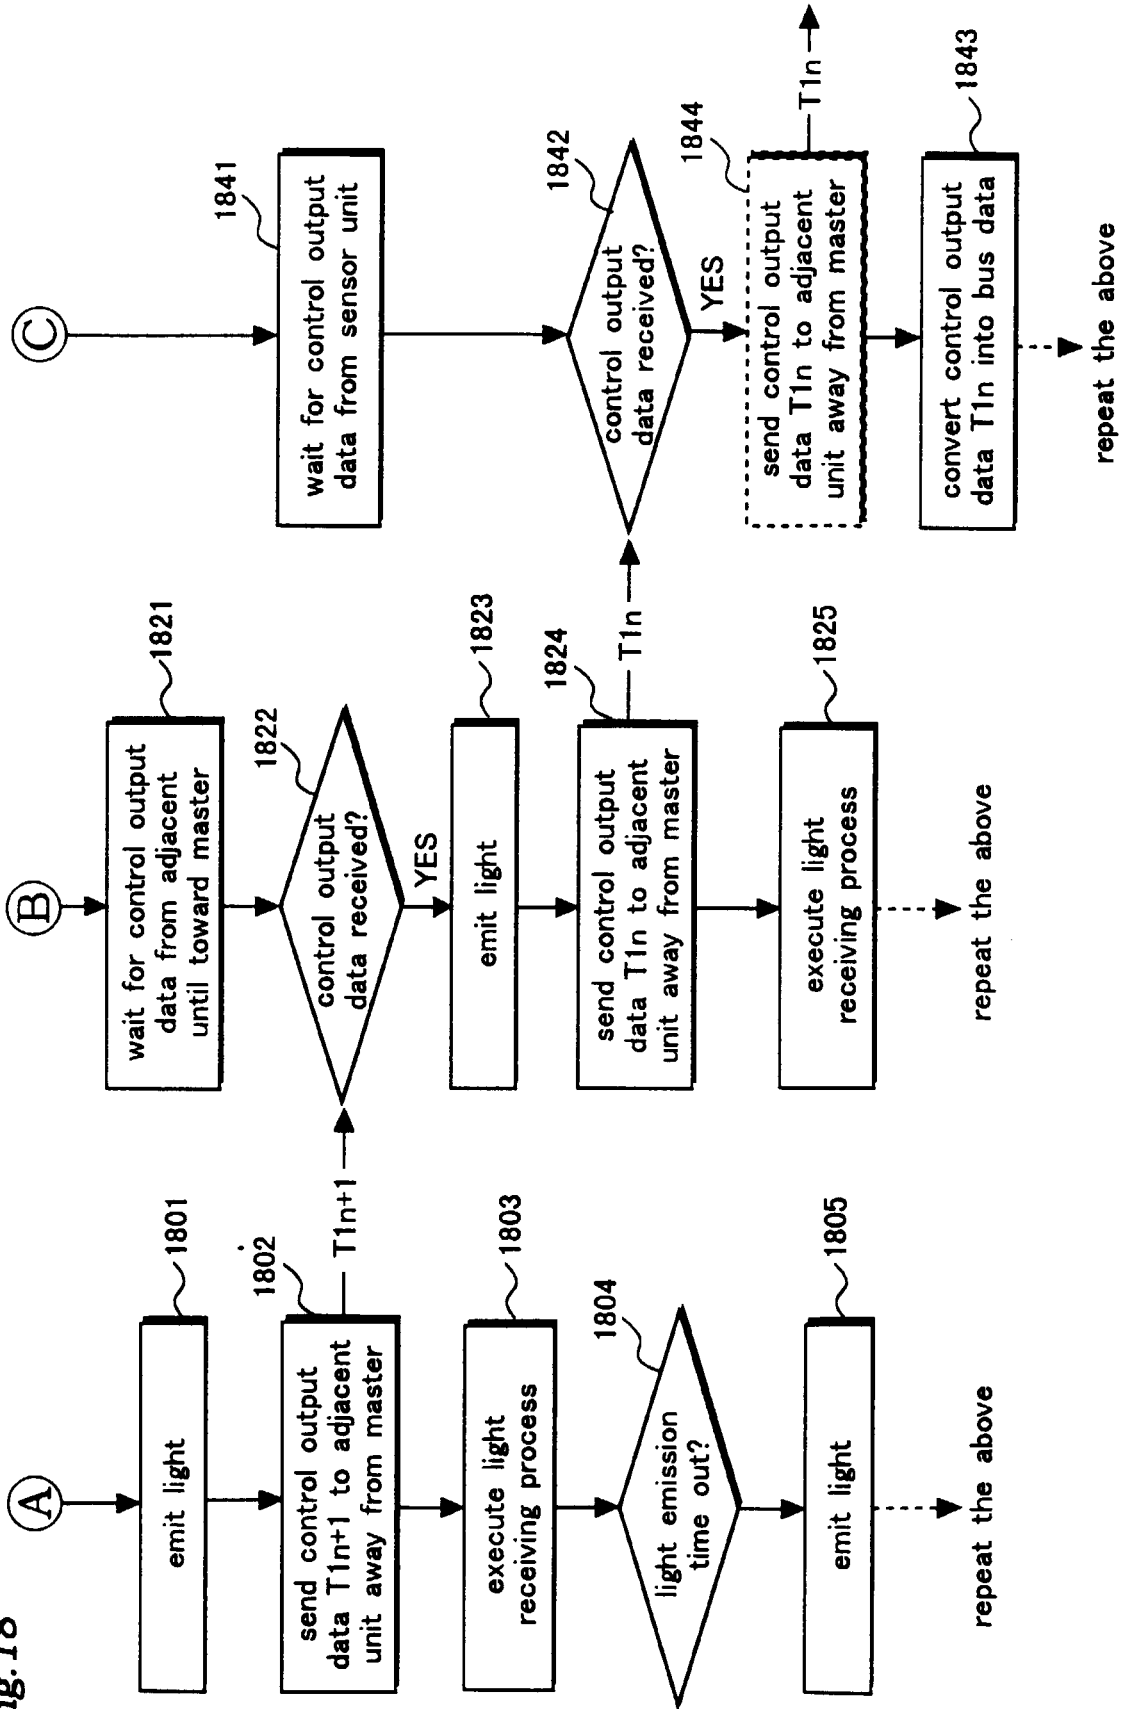 ig. 18
A
1801
emit light
1802
send control output
data T1n+1 to adjacent
unit away from master
T1n+1
1803
execute light
receiving process
1804
light emission
time out?
1805
emit light
repeat the above
B
1821
wait for control output
data from adjacent
until toward master
1822
control output
data received?
YES
1823
emit light
1824
send control output
data T1n to adjacent
unit away from master
T1n
1825
execute light
receiving process
repeat the above
C
1841
wait for control output
data from sensor unit
1842
control output
data received?
YES
1844
send control output
data T1n to adjacent
unit away from master
T1n
1843
convert control output
data T1n into bus data
repeat the above